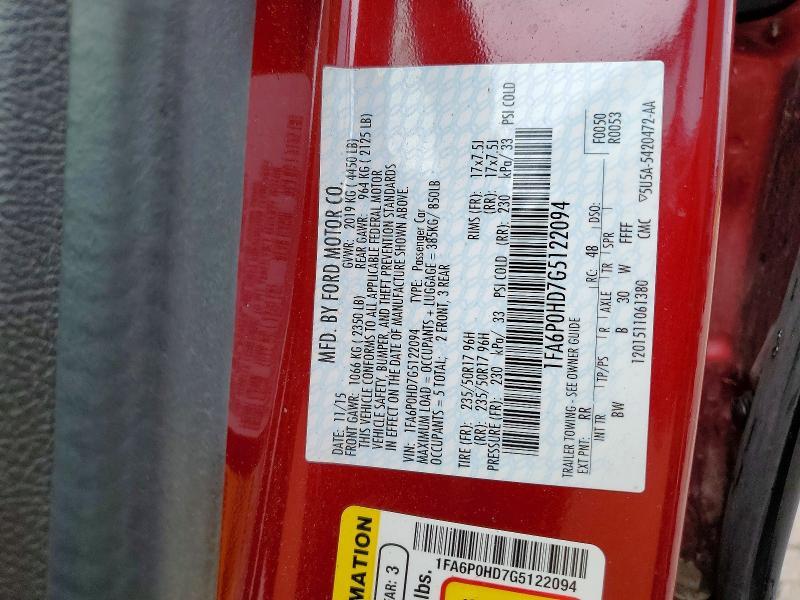 MFD. BY FORD MOTOR CO.
DATE: 11/15 GVWR: 2019 KG (4450 LB)
FRONT GAWR: 1066 KG (2350 LB) REAR GAWR: 964 KG (2125 LB)
THIS VEHICLE CONFORMS TO ALL APPLICABLE FEDERAL MOTOR
VEHICLE SAFETY, BUMPER, AND THEFT PREVENTION STANDARDS
IN EFFECT ON THE DATE OF MANUFACTURE SHOWN ABOVE.
VIN: 1FA6P0HD7G5122094 TYPE: Passenger Car
MAXIMUM LOAD = OCCUPANTS + LUGGAGE = 385KG/ 850LB
OCCUPANTS = 5 TOTAL; 2 FRONT, 3 REAR
TIRE (FR): 235/50R17 96H RIMS (FR): 17x7.5J
(RR): 235/50R17 96H (RR): 17x7.5J
PRESSURE (FR): 230 kPa/ 33 PSI COLD (RR): 230 kPa/ 33 PSI COLD
1FA6P0HD7G5122094
TRAILER TOWING - SEE OWNER GUIDE
F0050
EXT PNT: RR RC: 4B DSO: R0053
INT TR TP/PS R AXLE TR SPR
BW B 30 W FFFF
1201511061380 CMC ▽5U5A-5420472-AA
MATION
AR: 3
lbs.
1FA6P0HD7G5122094